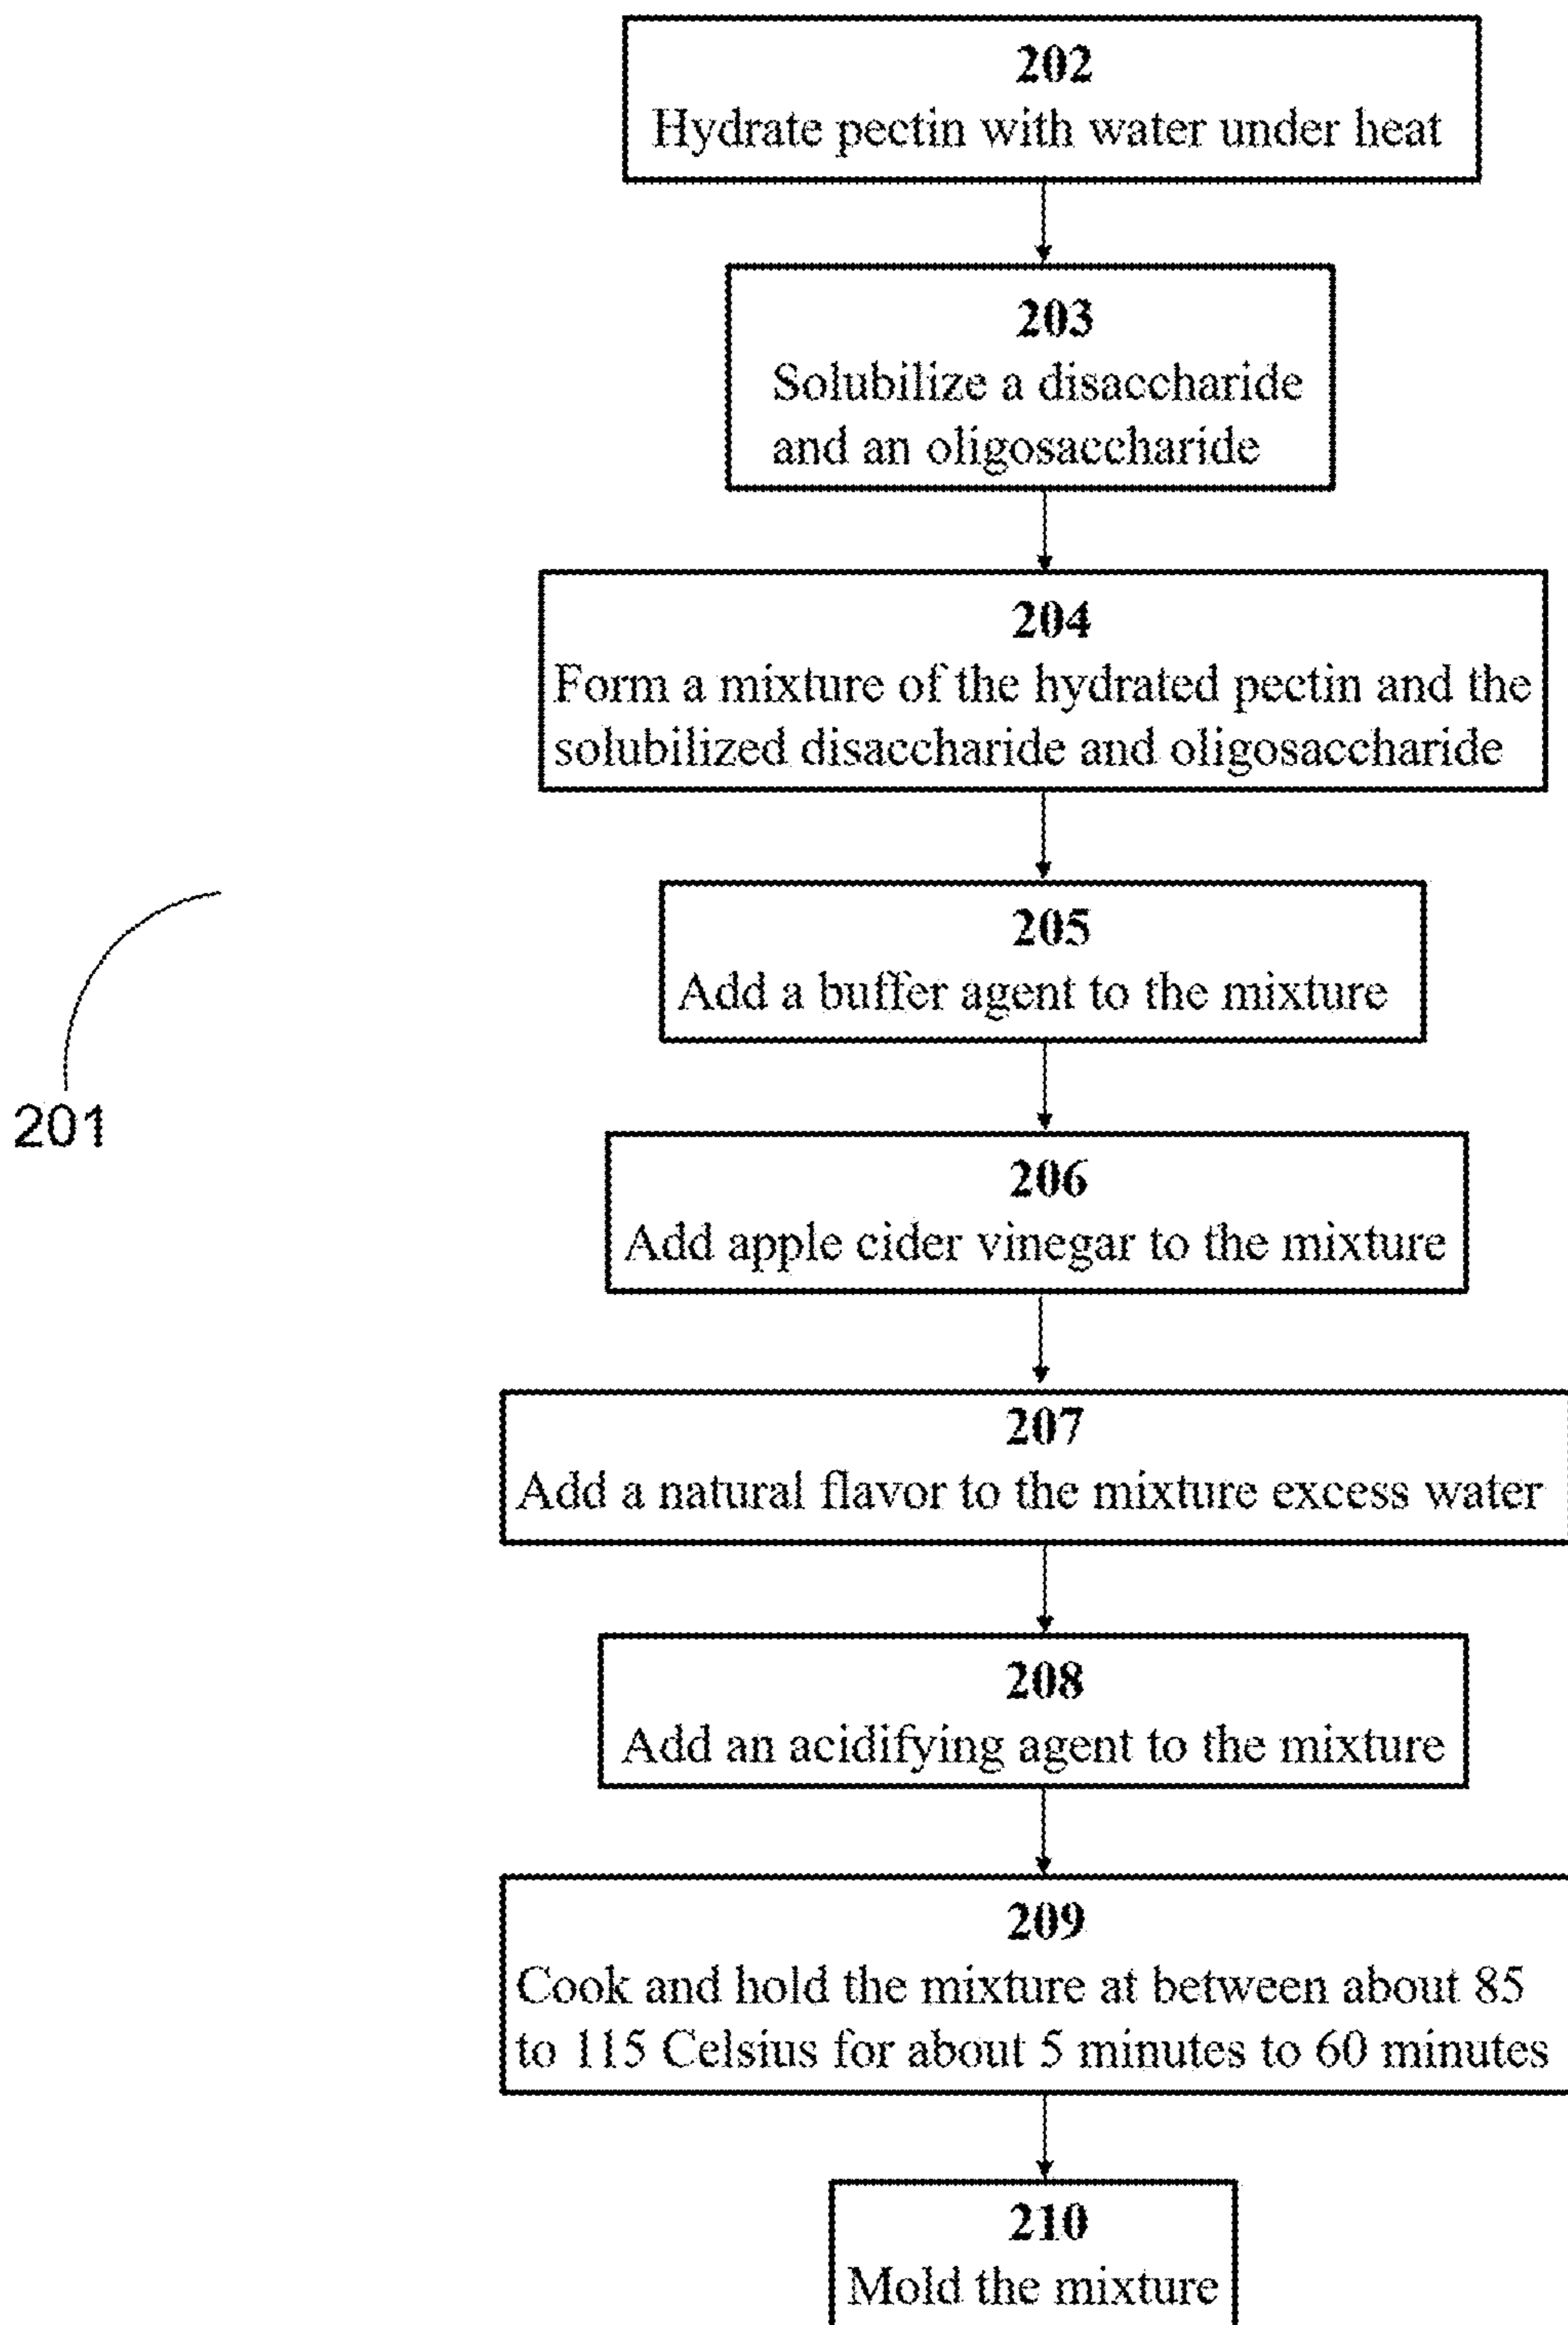 202
Hydrate pectin with water under heat
203
Solubilize a disaccharide
and an oligosaccharide
204
Form a mixture of the hydrated pectin and the
solubilized disaccharide and oligosaccharide
205
Add a buffer agent to the mixture
201
206
Add apple cider vinegar to the mixture
207
Add a natural flavor to the mixture excess water
208
Add an acidifying agent to the mixture
209
Cook and hold the mixture at between about 85
to 115 Celsius for about 5 minutes to 60 minutes
210
Mold the mixture